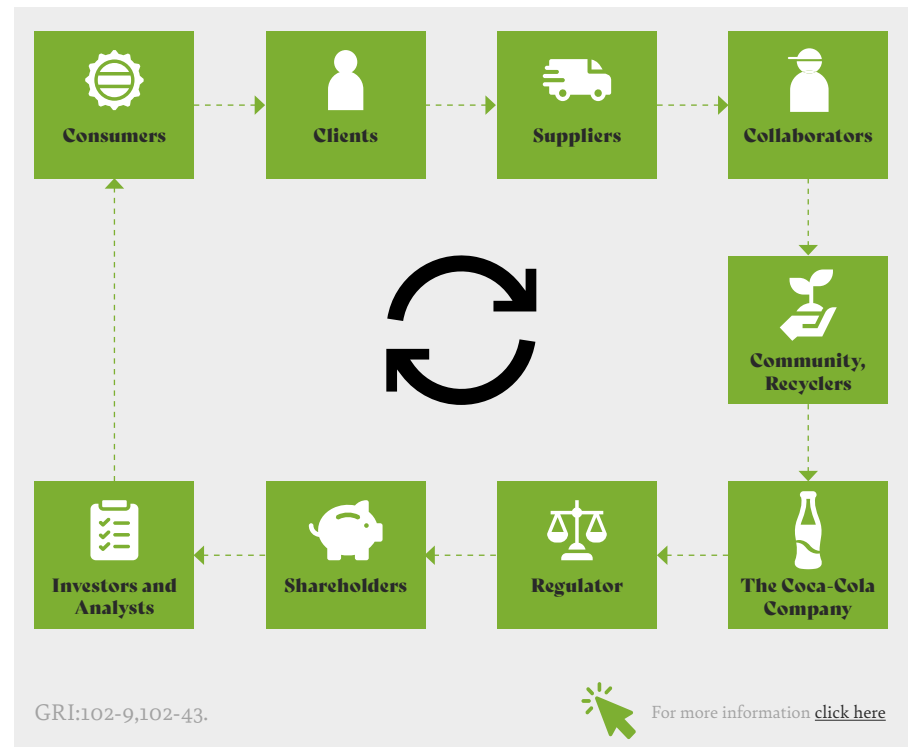 Consumers
Clients
Suppliers
Collaborators
Community,
Recyclers
Investors and
Analysts
Shareholders
Regulator
The Coca-Cola
Company
GRI:102-9,102-43.
For more information click here